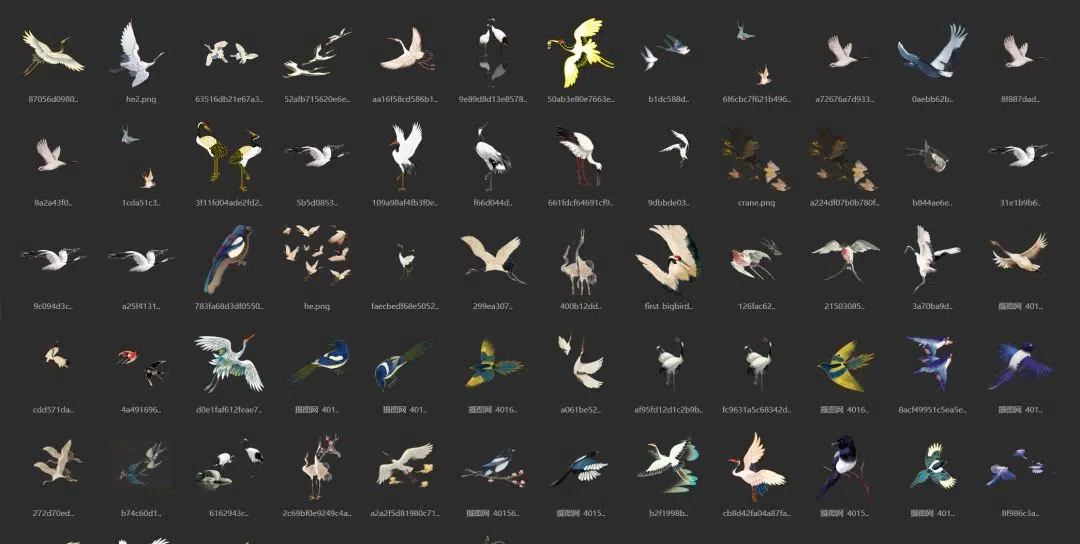 87056d0980..
he2.png
63516db21e67a3..
52afb715620e6e..
aa16f58cd586b1..
9e89d8d13e8578..
50ab3e80e7663e..
b1dc588d..
6f6cbc7f621b496..
a72676a7d933..
0aebb62b..
8f887dad..
8a2a43f0..
1cda51c3..
3f11fd04ade2fd2..
5b5d0853..
109a98af4fb3f0e..
f66d044d..
661fdcf64691cf9..
9dbbde03..
crane.png
a224df07b0b780f..
b844ae6e..
31e1b9b6..
9c094d3c..
a25f4131..
783fa68d3df0550..
he.png
faecbedf68e5052..
299ea307..
400b12dd..
first_bigbird..
126fac62..
21503085..
3a70ba9d..
摄图网_401..
cdd571da..
4a491696..
d0e1faf612feae7..
摄图网_401..
摄图网_401..
摄图网_4016..
a061be52..
af95fd12d1c2b9b..
fc9631a5c68342d..
摄图网_4016..
8acf49951c5ea5e..
摄图网_401..
272d70ed..
b74c60d1..
6162943c..
2c69bf0e9249c4a..
a2a2f5d81980c71..
摄图网_40156..
摄图网_4015..
b2f1998b..
cb8d42fa04a87fa..
摄图网_4015..
摄图网_401..
8f986c3a..